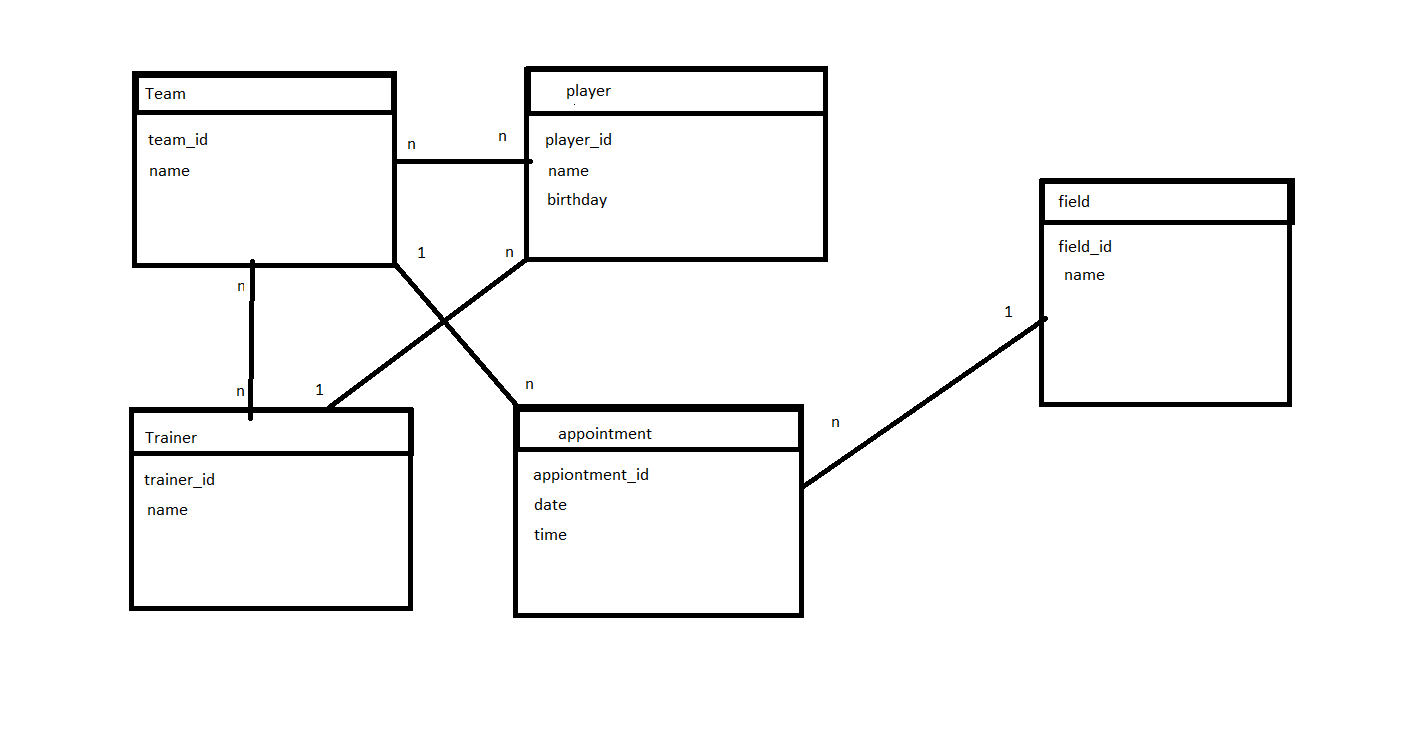 Team
team_id
name
n
n
player
player_id
name
birthday
1
n
n
n
1
n
Trainer
trainer_id
name
appointment
appiontment_id
date
time
n
1
field
field_id
name